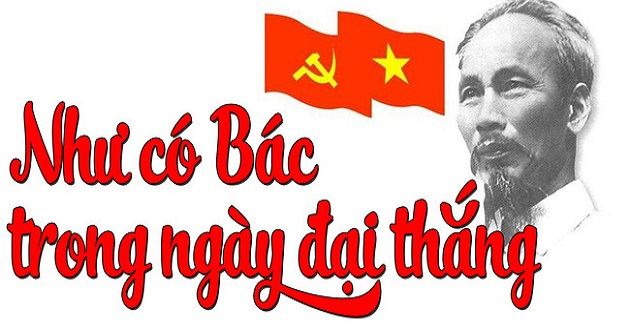 Như có Bác
trong ngày đại thắng